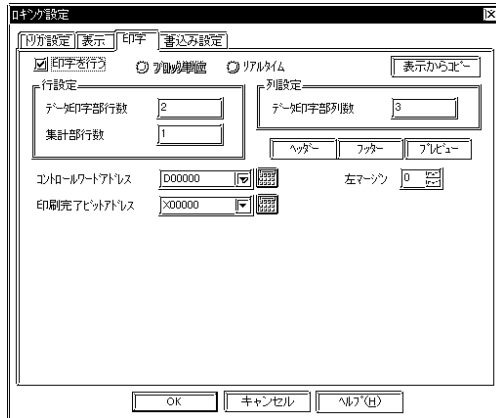 ロギング設定
トリガ設定 表示 印字 書込み設定
印字を行う ブロック単位 リアルタイム 表示からコピー
行設定 列設定
データ印字部行数 2 データ印字部列数 3
集計部行数 1
ヘッダー フッター プレビュー
コントロールワードアドレス D00000 左マージン 0
印刷完了ビットアドレス X00000
OK キャンセル ヘルプ(H)